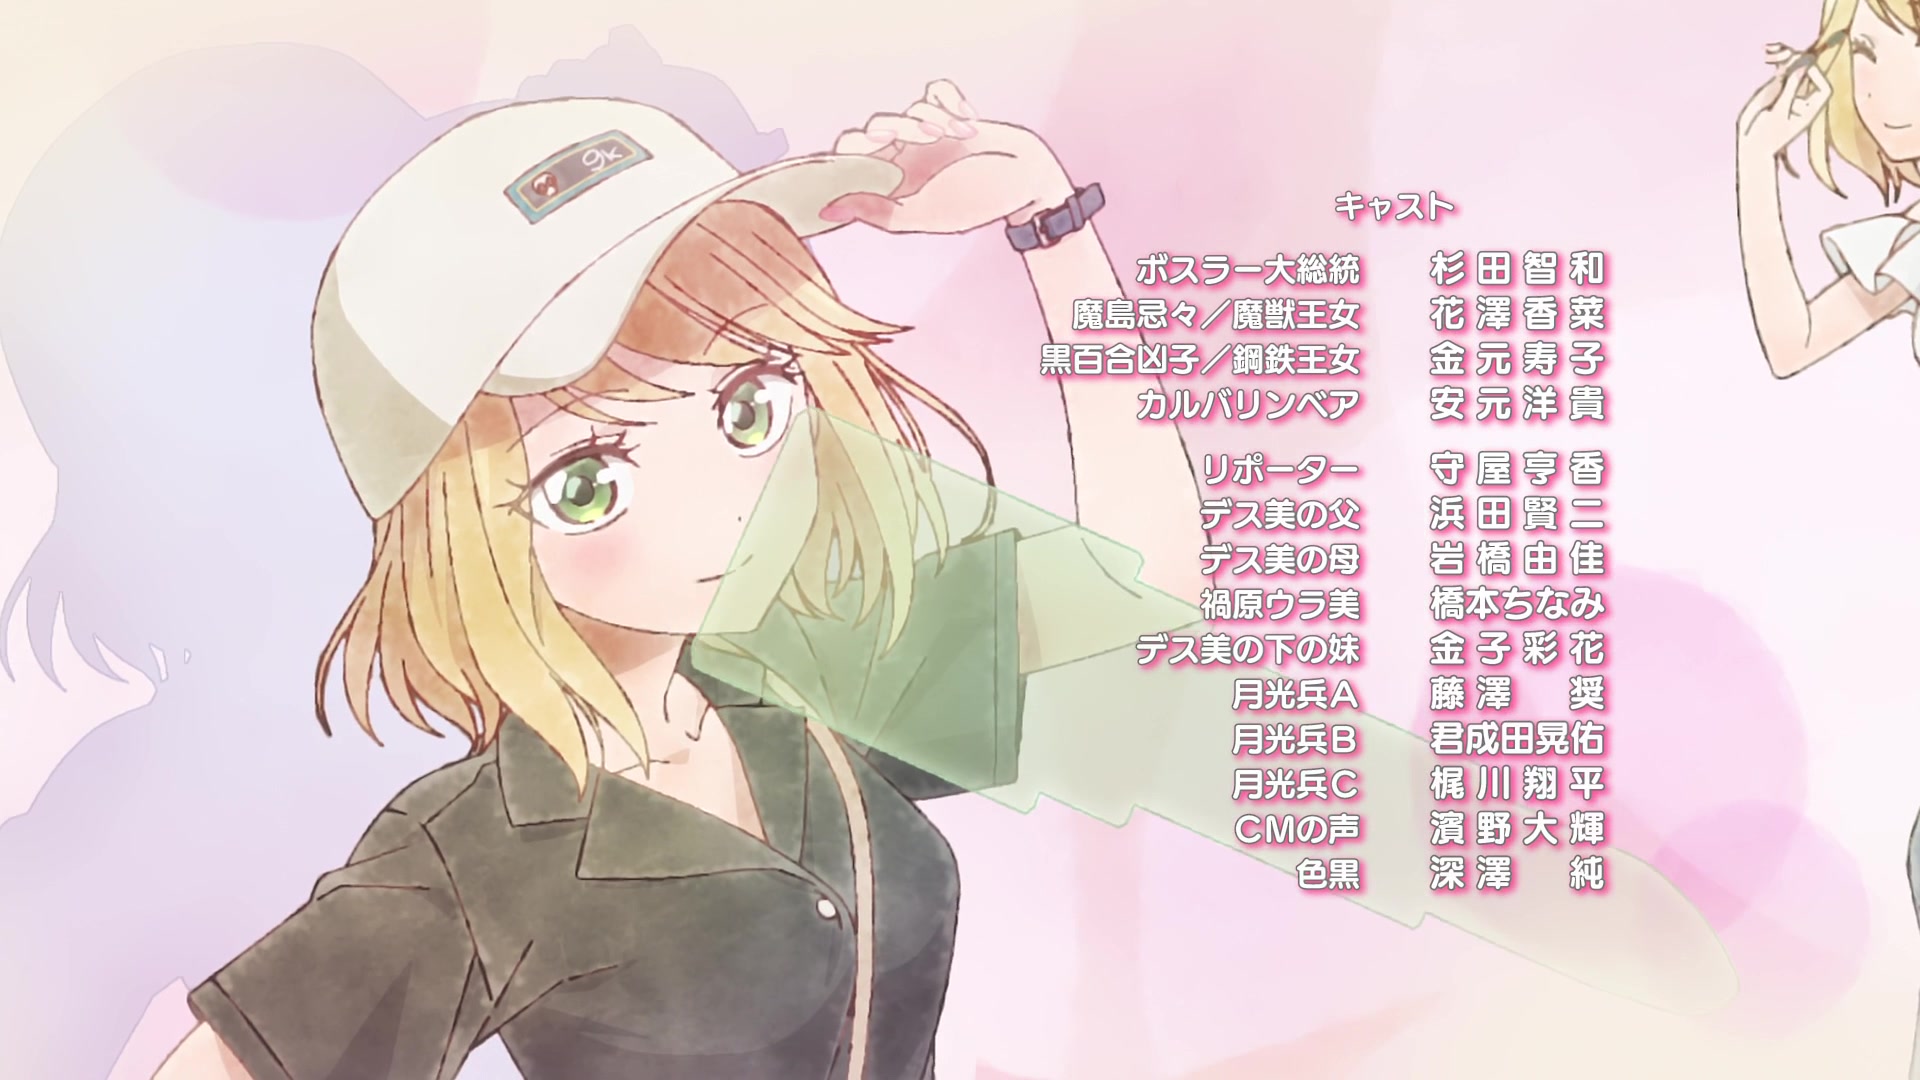 9k
キャスト
ボスラー大総統 杉田智和
魔島忌々／魔獣王女 花澤香菜
黒百合凶子／鋼鉄王女 金元寿子
カルバリンベア 安元洋貴
リポーター 守屋亨香
デス美の父 浜田賢二
デス美の母 岩橋由佳
禍原ウラ美 橋本ちなみ
デス美の下の妹 金子彩花
月光兵A 藤澤奨
月光兵B 君成田晃佑
月光兵C 梶川翔平
CMの声 濱野大輝
色黒 深澤純